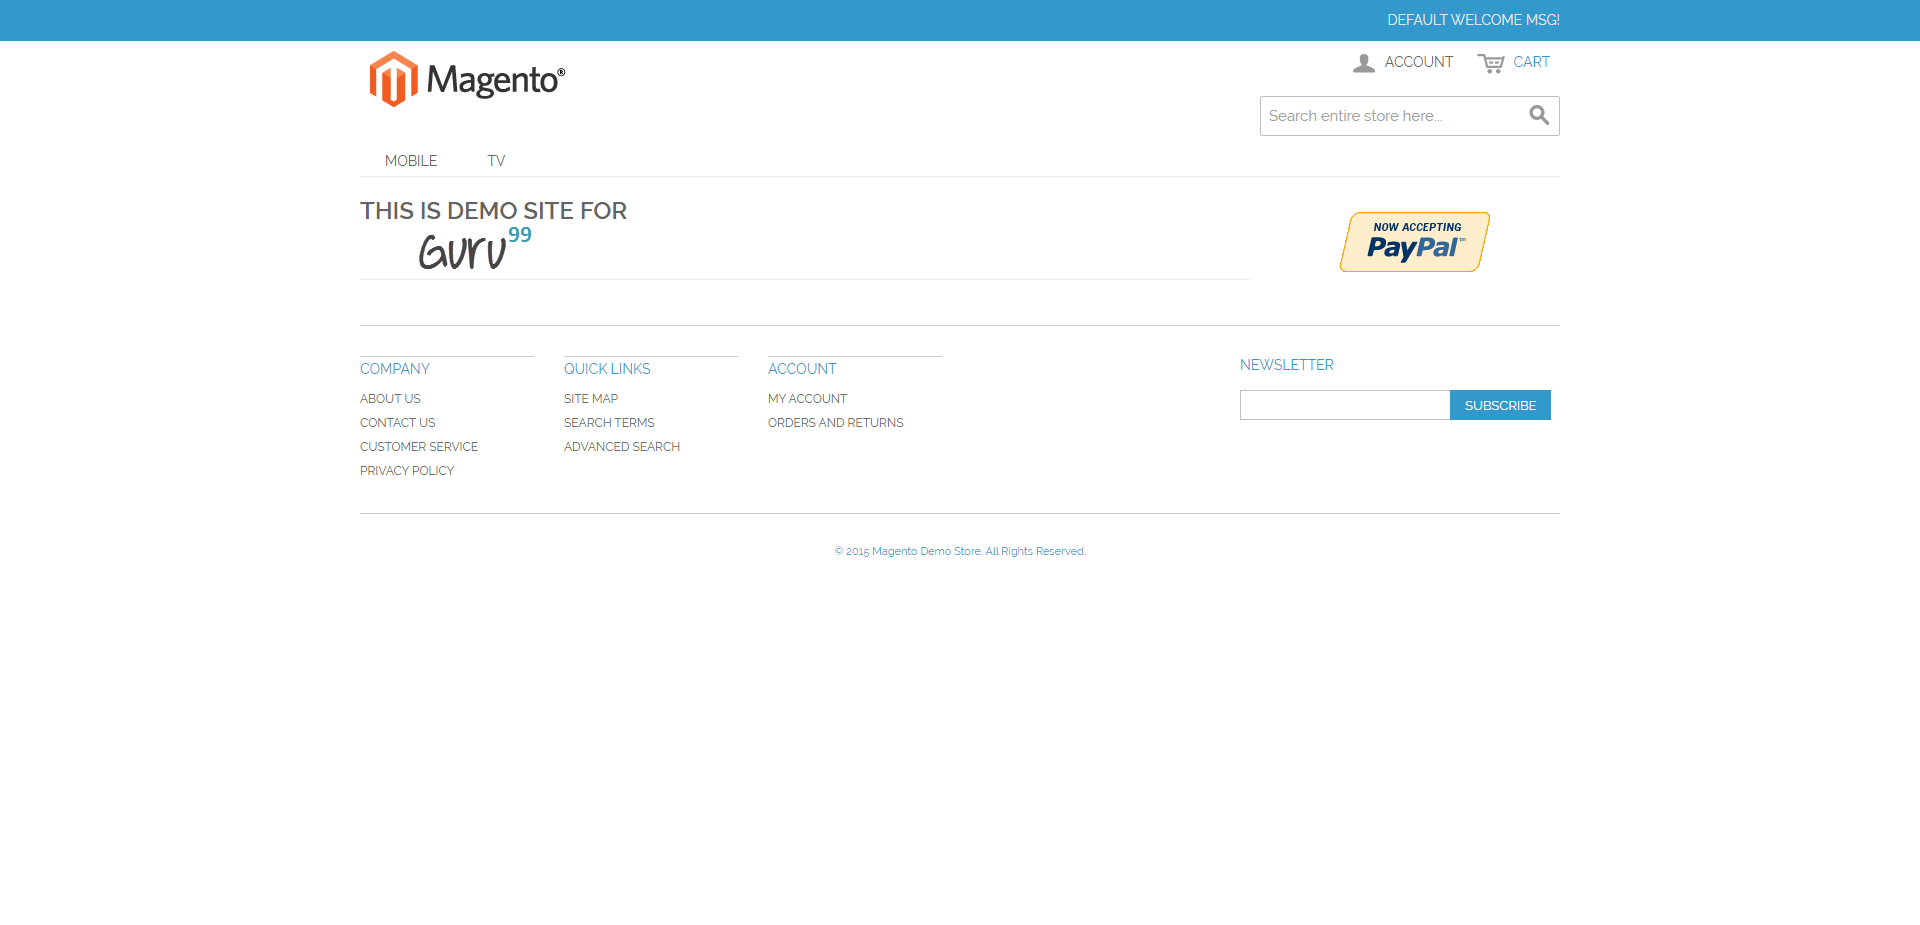 DEFAULT WELCOME MSG!
Magento®
ACCOUNT
CART
Search entire store here...
MOBILE TV
THIS IS DEMO SITE FOR
Guru99
NOW ACCEPTING
PayPal™
COMPANY
ABOUT US
CONTACT US
CUSTOMER SERVICE
PRIVACY POLICY
QUICK LINKS
SITE MAP
SEARCH TERMS
ADVANCED SEARCH
ACCOUNT
MY ACCOUNT
ORDERS AND RETURNS
NEWSLETTER
SUBSCRIBE
© 2015 Magento Demo Store. All Rights Reserved.